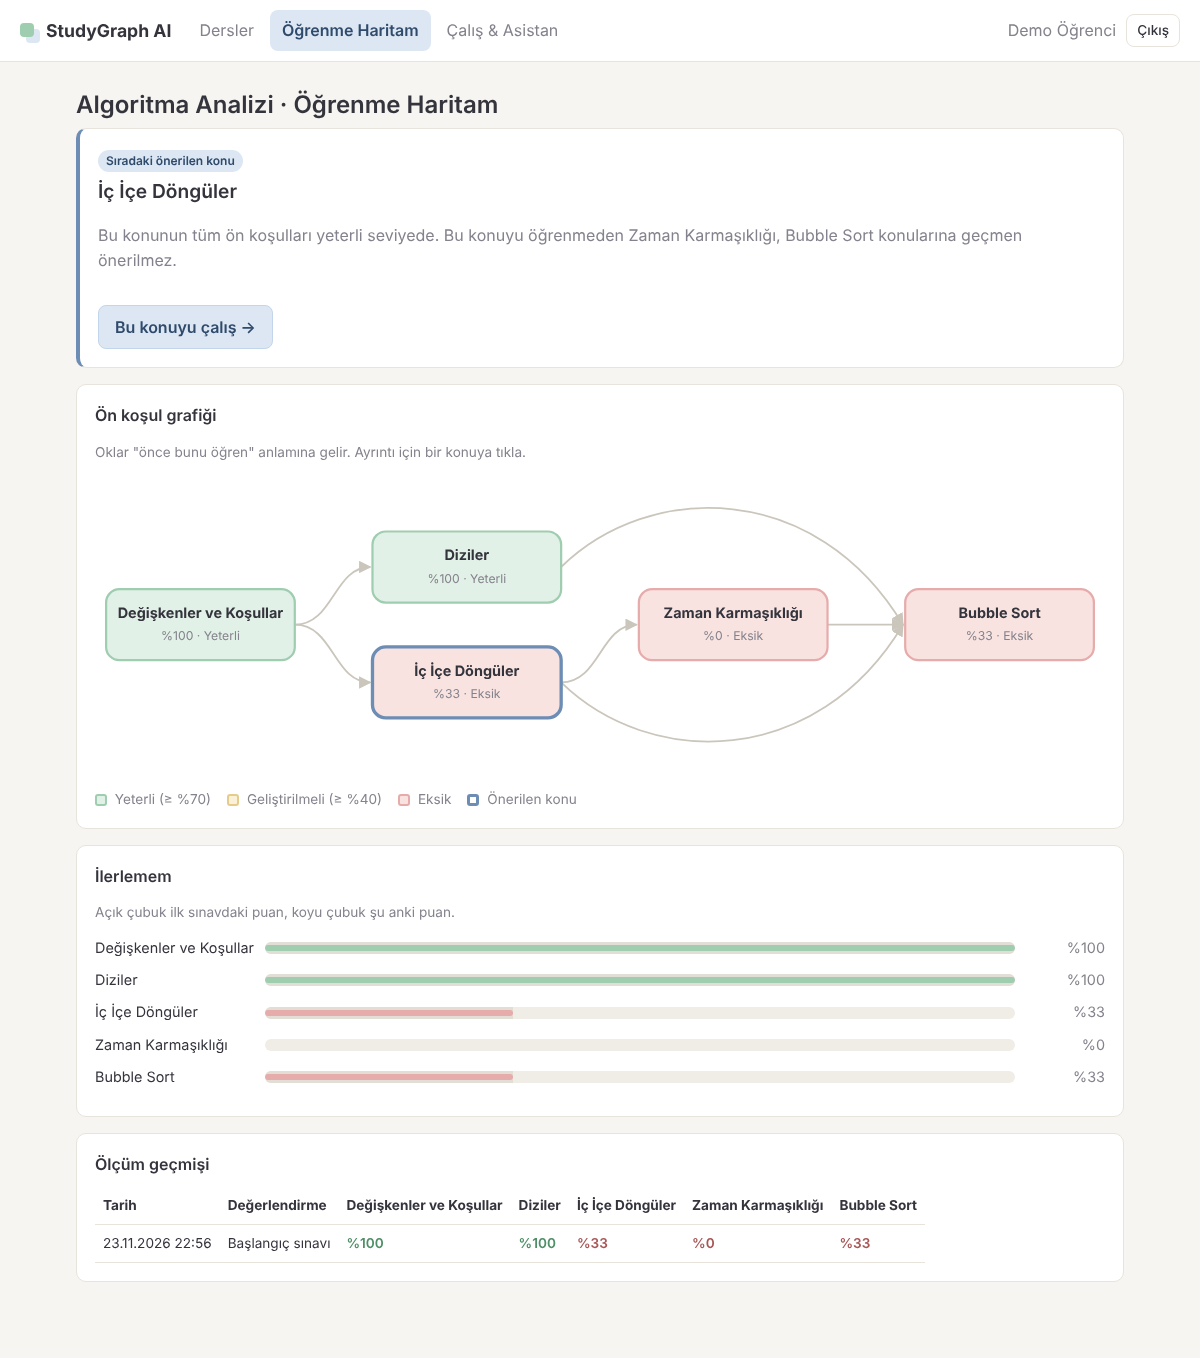 StudyGraph AI
Dersler
Öğrenme Haritam
Çalış & Asistan
Demo Öğrenci
Çıkış
Algoritma Analizi · Öğrenme Haritam
Sıradaki önerilen konu
İç İçe Döngüler
Bu konunun tüm ön koşulları yeterli seviyede. Bu konuyu öğrenmeden Zaman Karmaşıklığı, Bubble Sort konularına geçmen
önerilmez.
Bu konuyu çalış →
Ön koşul grafiği
Oklar "önce bunu öğren" anlamına gelir. Ayrıntı için bir konuya tıkla.
Değişkenler ve Koşullar
%100 · Yeterli
Diziler
%100 · Yeterli
İç İçe Döngüler
%33 · Eksik
Zaman Karmaşıklığı
%0 · Eksik
Bubble Sort
%33 · Eksik
Yeterli (≥ %70)
Geliştirilmeli (≥ %40)
Eksik
Önerilen konu
İlerlemem
Açık çubuk ilk sınavdaki puan, koyu çubuk şu anki puan.
Değişkenler ve Koşullar %100
Diziler %100
İç İçe Döngüler %33
Zaman Karmaşıklığı %0
Bubble Sort %33
Ölçüm geçmişi
Tarih Değerlendirme Değişkenler ve Koşullar Diziler İç İçe Döngüler Zaman Karmaşıklığı Bubble Sort
23.11.2026 22:56 Başlangıç sınavı %100 %100 %33 %0 %33